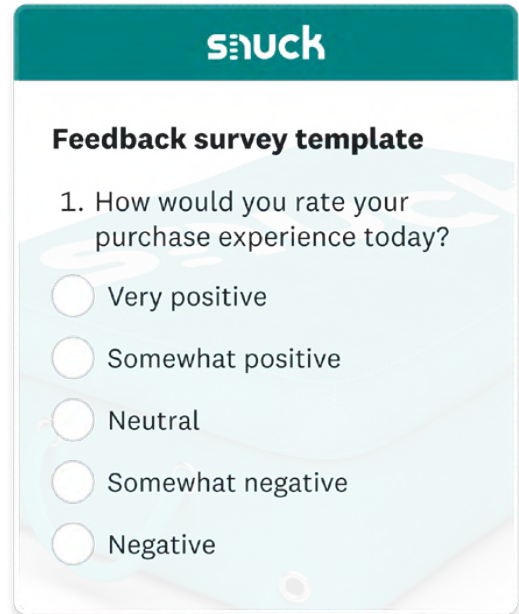 snuck
Feedback survey template
1. How would you rate your
purchase experience today?
Very positive
Somewhat positive
Neutral
Somewhat negative
Negative